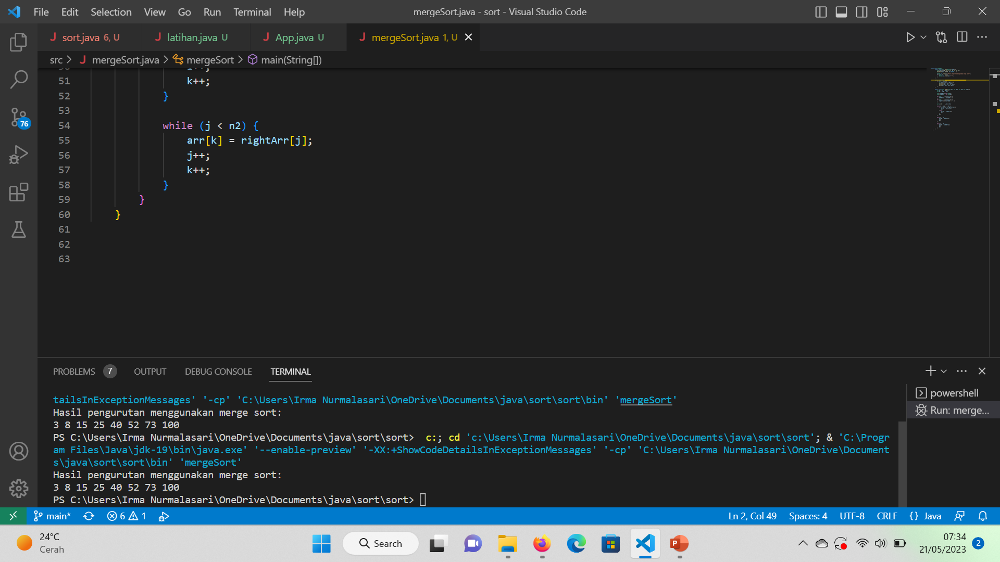 File Edit Selection View Go Run Terminal Help
mergeSort.java - sort - Visual Studio Code
sort.java 6, U
latihan.java U
App.java U
mergeSort.java 1, U
src > mergeSort.java > mergeSort > main(String[])
51 k++;
52 }
53
54 while (j < n2) {
55 arr[k] = rightArr[j];
56 j++;
57 k++;
58 }
59 }
60 }
61
62
63
76
PROBLEMS 7 OUTPUT DEBUG CONSOLE TERMINAL
tailsInExceptionMessages' '-cp' 'C:\Users\Irma Nurmalasari\OneDrive\Documents\java\sort\sort\bin' 'mergeSort'
Hasil pengurutan menggunakan merge sort:
3 8 15 25 40 52 73 100
PS C:\Users\Irma Nurmalasari\OneDrive\Documents\java\sort\sort>  c:; cd 'c:\Users\Irma Nurmalasari\OneDrive\Documents\java\sort\sort'; & 'C:\Progr
am Files\Java\jdk-19\bin\java.exe' '--enable-preview' '-XX:+ShowCodeDetailsInExceptionMessages' '-cp' 'C:\Users\Irma Nurmalasari\OneDrive\Document
s\java\sort\sort\bin' 'mergeSort'
Hasil pengurutan menggunakan merge sort:
3 8 15 25 40 52 73 100
PS C:\Users\Irma Nurmalasari\OneDrive\Documents\java\sort\sort>
powershell
Run: merge...
main* 6 1
Ln 2, Col 49 Spaces: 4 UTF-8 CRLF {} Java
24°C
Cerah
Search
07:34
21/05/2023
2